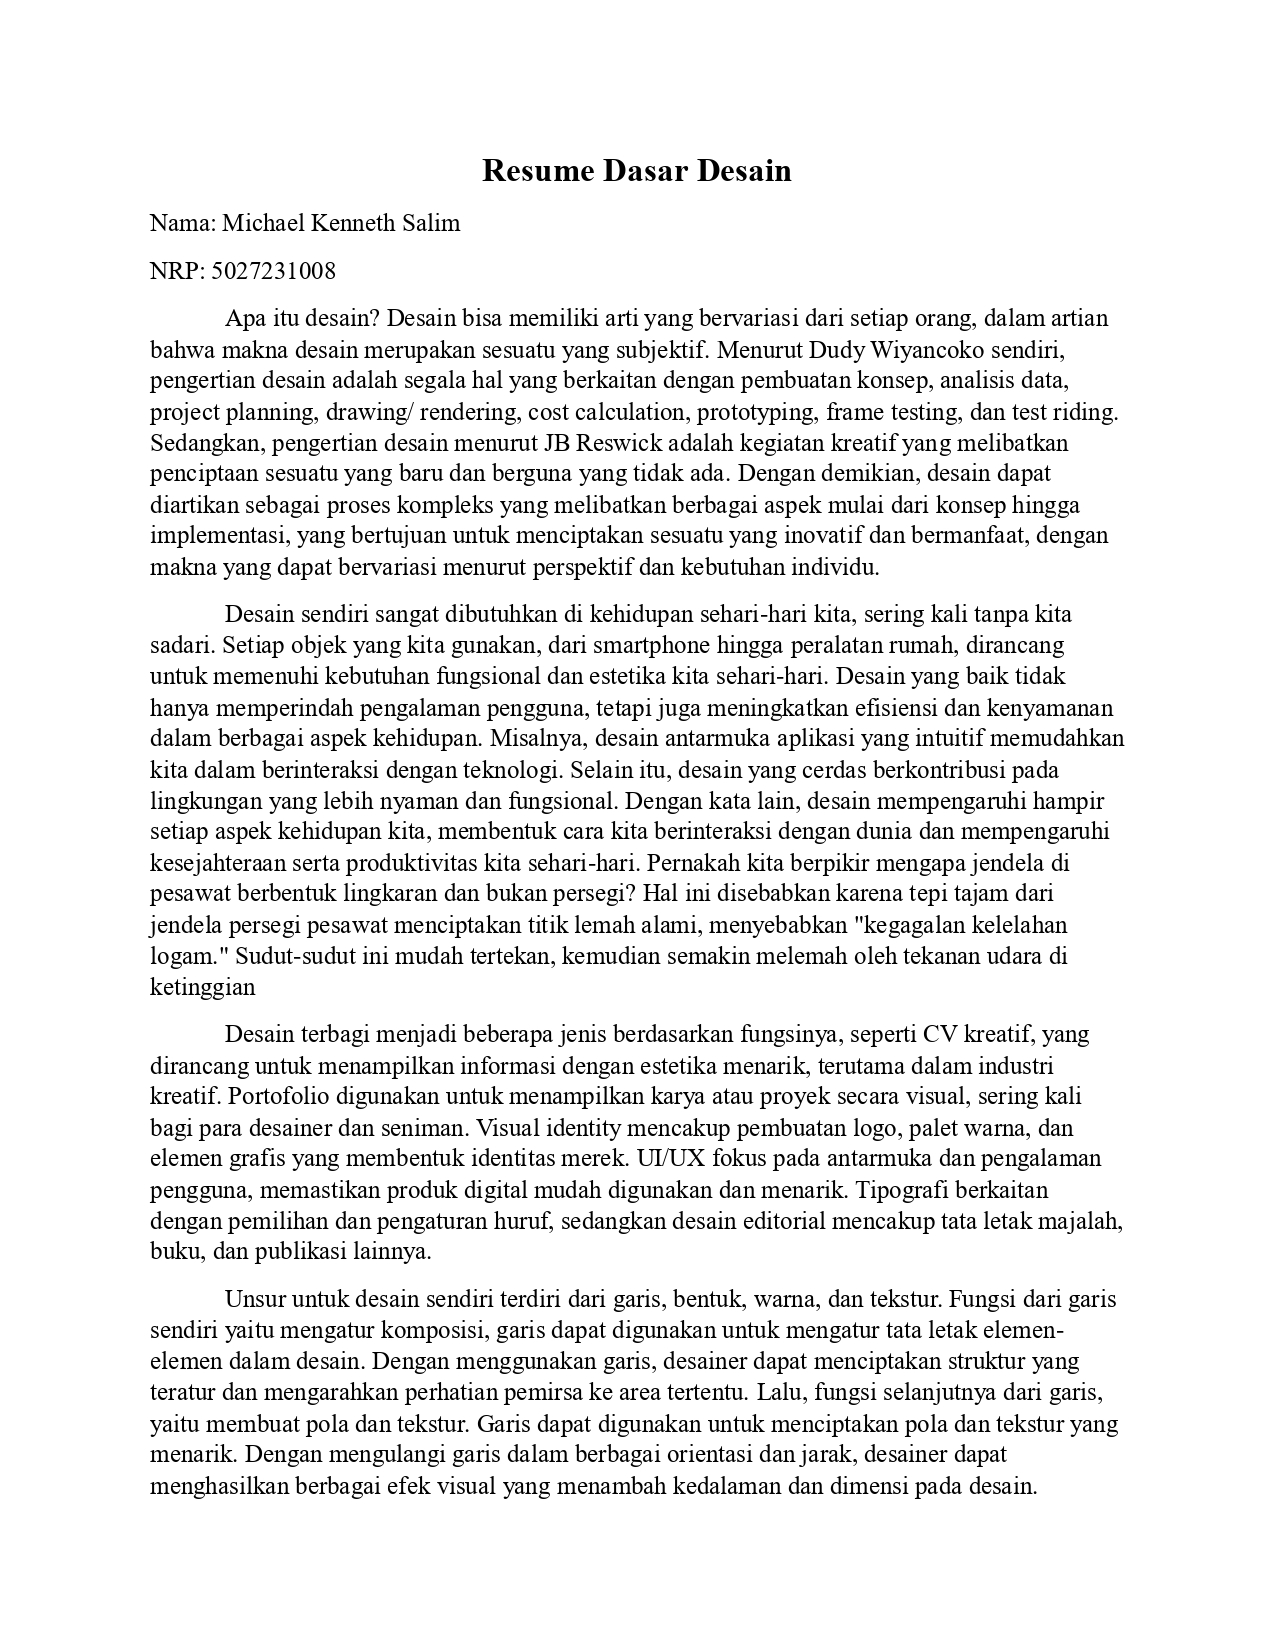 Resume Dasar Desain
Nama: Michael Kenneth Salim
NRP: 5027231008
Apa itu desain? Desain bisa memiliki arti yang bervariasi dari setiap orang, dalam artian
bahwa makna desain merupakan sesuatu yang subjektif. Menurut Dudy Wiyancoko sendiri,
pengertian desain adalah segala hal yang berkaitan dengan pembuatan konsep, analisis data,
project planning, drawing/ rendering, cost calculation, prototyping, frame testing, dan test riding.
Sedangkan, pengertian desain menurut JB Reswick adalah kegiatan kreatif yang melibatkan
penciptaan sesuatu yang baru dan berguna yang tidak ada. Dengan demikian, desain dapat
diartikan sebagai proses kompleks yang melibatkan berbagai aspek mulai dari konsep hingga
implementasi, yang bertujuan untuk menciptakan sesuatu yang inovatif dan bermanfaat, dengan
makna yang dapat bervariasi menurut perspektif dan kebutuhan individu.
Desain sendiri sangat dibutuhkan di kehidupan sehari-hari kita, sering kali tanpa kita
sadari. Setiap objek yang kita gunakan, dari smartphone hingga peralatan rumah, dirancang
untuk memenuhi kebutuhan fungsional dan estetika kita sehari-hari. Desain yang baik tidak
hanya memperindah pengalaman pengguna, tetapi juga meningkatkan efisiensi dan kenyamanan
dalam berbagai aspek kehidupan. Misalnya, desain antarmuka aplikasi yang intuitif memudahkan
kita dalam berinteraksi dengan teknologi. Selain itu, desain yang cerdas berkontribusi pada
lingkungan yang lebih nyaman dan fungsional. Dengan kata lain, desain mempengaruhi hampir
setiap aspek kehidupan kita, membentuk cara kita berinteraksi dengan dunia dan mempengaruhi
kesejahteraan serta produktivitas kita sehari-hari. Pernakah kita berpikir mengapa jendela di
pesawat berbentuk lingkaran dan bukan persegi? Hal ini disebabkan karena tepi tajam dari
jendela persegi pesawat menciptakan titik lemah alami, menyebabkan "kegagalan kelelahan
logam." Sudut-sudut ini mudah tertekan, kemudian semakin melemah oleh tekanan udara di
ketinggian
Desain terbagi menjadi beberapa jenis berdasarkan fungsinya, seperti CV kreatif, yang
dirancang untuk menampilkan informasi dengan estetika menarik, terutama dalam industri
kreatif. Portofolio digunakan untuk menampilkan karya atau proyek secara visual, sering kali
bagi para desainer dan seniman. Visual identity mencakup pembuatan logo, palet warna, dan
elemen grafis yang membentuk identitas merek. UI/UX fokus pada antarmuka dan pengalaman
pengguna, memastikan produk digital mudah digunakan dan menarik. Tipografi berkaitan
dengan pemilihan dan pengaturan huruf, sedangkan desain editorial mencakup tata letak majalah,
buku, dan publikasi lainnya.
Unsur untuk desain sendiri terdiri dari garis, bentuk, warna, dan tekstur. Fungsi dari garis
sendiri yaitu mengatur komposisi, garis dapat digunakan untuk mengatur tata letak elemen-
elemen dalam desain. Dengan menggunakan garis, desainer dapat menciptakan struktur yang
teratur dan mengarahkan perhatian pemirsa ke area tertentu. Lalu, fungsi selanjutnya dari garis,
yaitu membuat pola dan tekstur. Garis dapat digunakan untuk menciptakan pola dan tekstur yang
menarik. Dengan mengulangi garis dalam berbagai orientasi dan jarak, desainer dapat
menghasilkan berbagai efek visual yang menambah kedalaman dan dimensi pada desain.